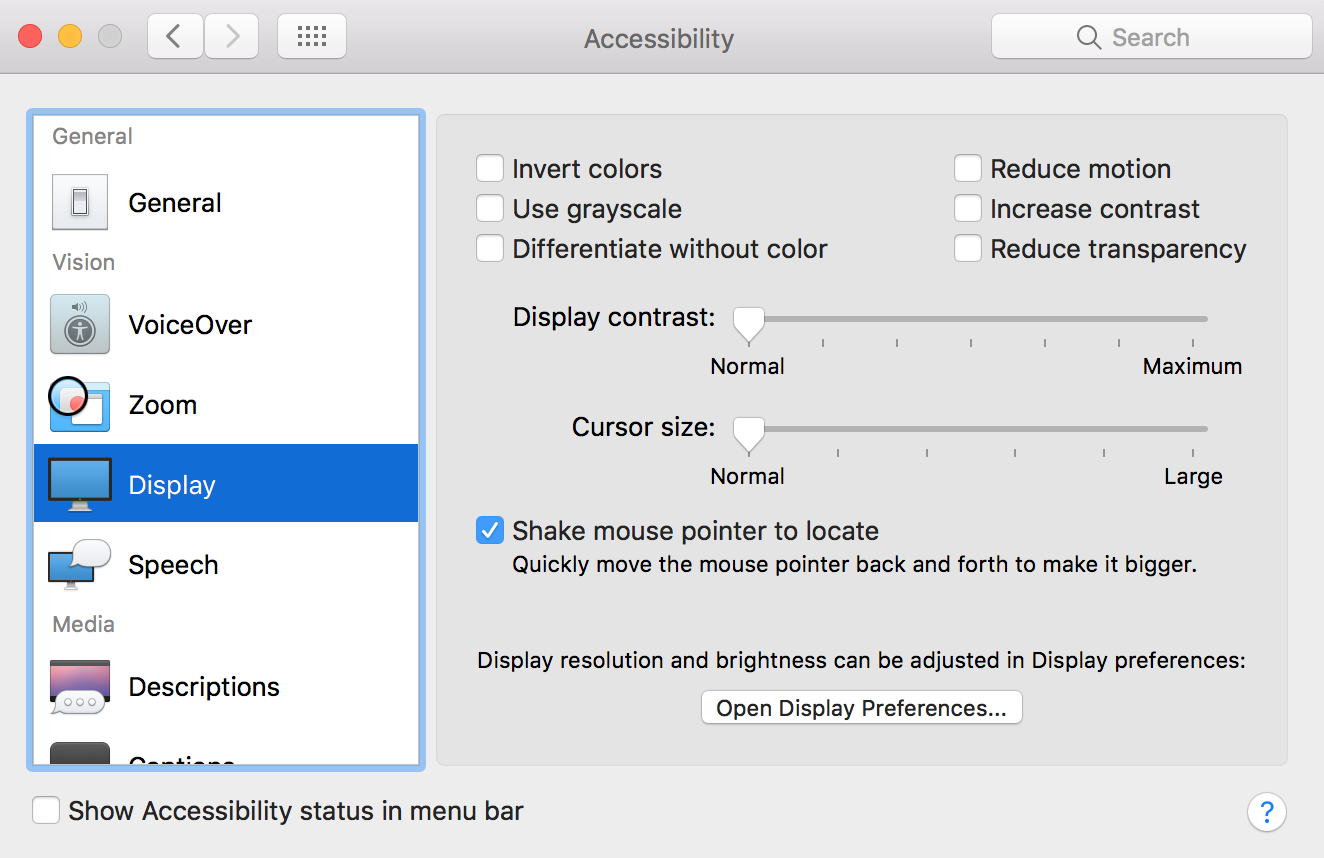 Accessibility
Search
General
General
Vision
VoiceOver
Zoom
Display
Speech
Media
Descriptions
Captions
Invert colors
Use grayscale
Differentiate without color
Reduce motion
Increase contrast
Reduce transparency
Display contrast:
Normal
Maximum
Cursor size:
Normal
Large
Shake mouse pointer to locate
Quickly move the mouse pointer back and forth to make it bigger.
Display resolution and brightness can be adjusted in Display preferences:
Open Display Preferences...
Show Accessibility status in menu bar
?